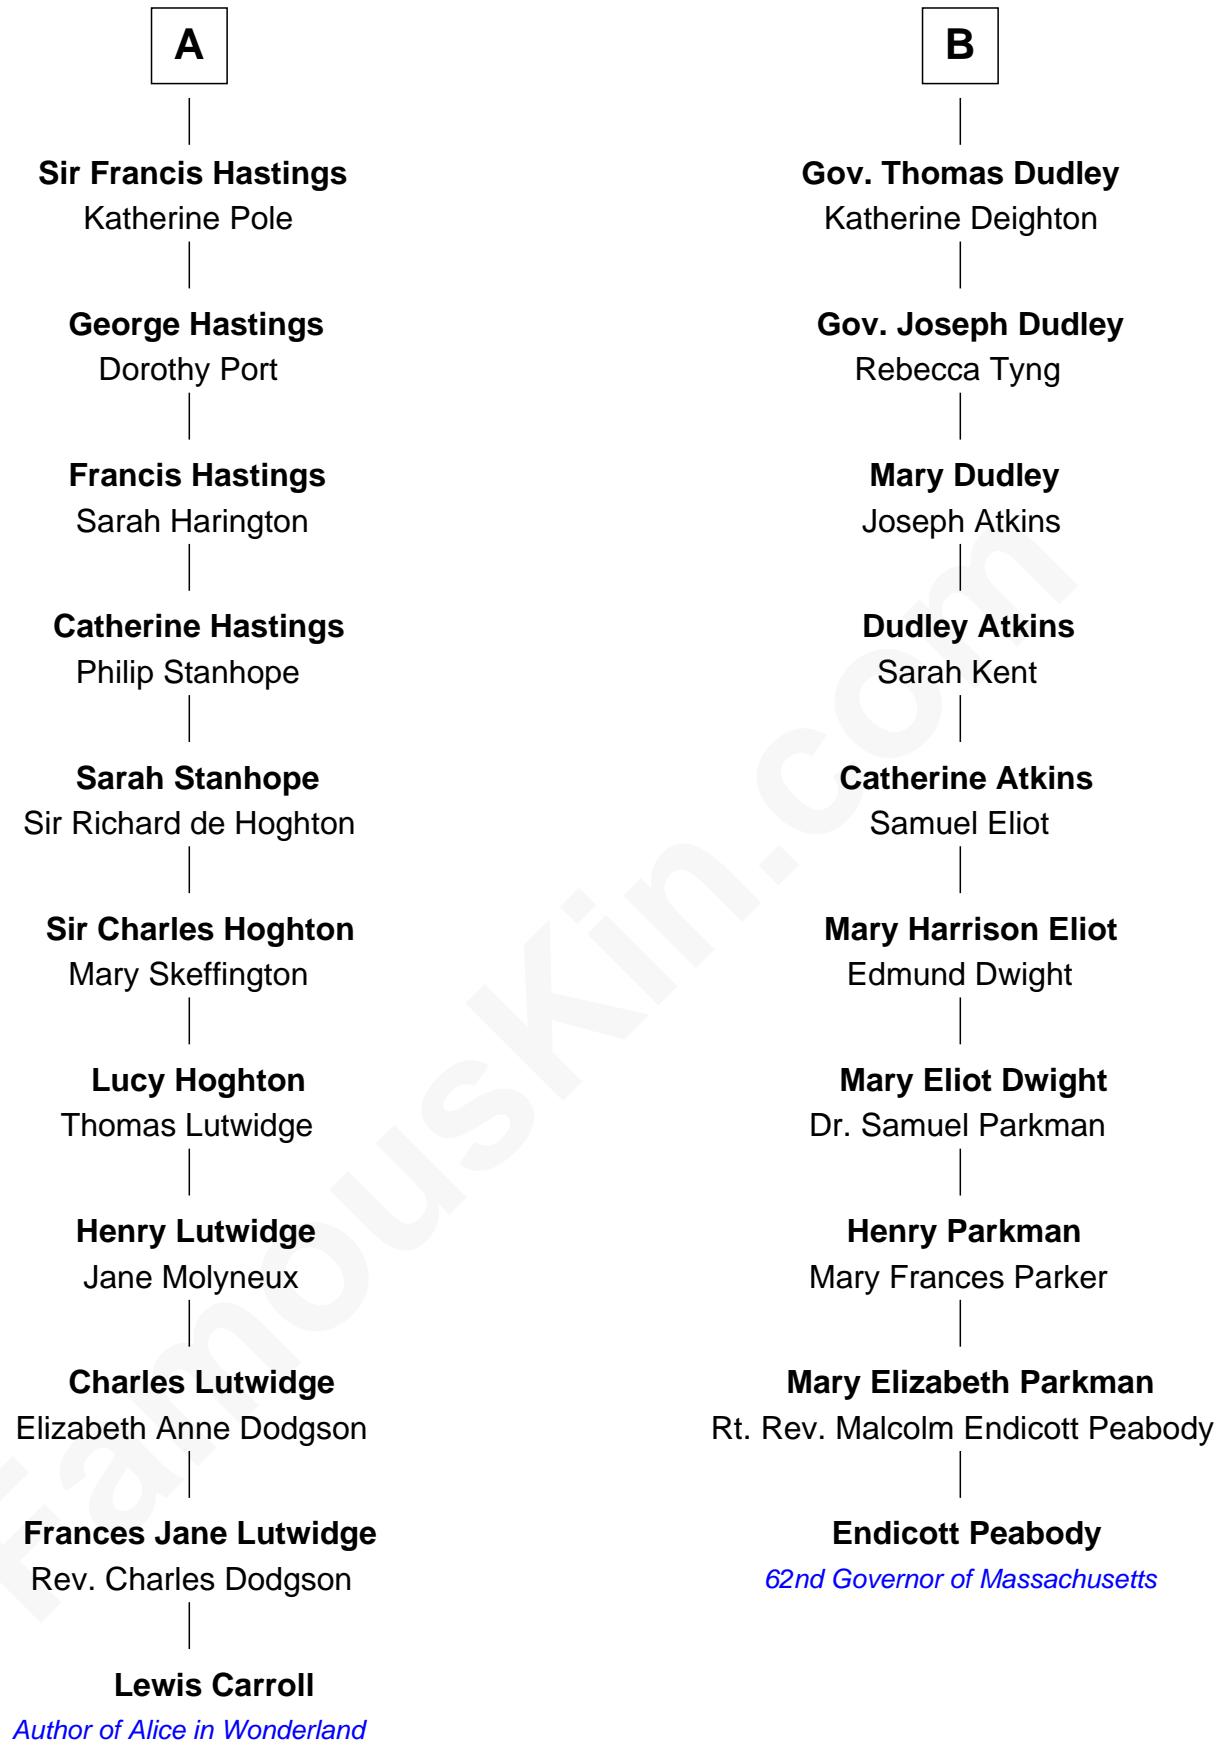 A
Sir Francis Hastings
Katherine Pole
George Hastings
Dorothy Port
Francis Hastings
Sarah Harington
Catherine Hastings
Philip Stanhope
Sarah Stanhope
Sir Richard de Hoghton
Sir Charles Hoghton
Mary Skeffington
Lucy Hoghton
Thomas Lutwidge
Henry Lutwidge
Jane Molyneux
Charles Lutwidge
Elizabeth Anne Dodgson
Frances Jane Lutwidge
Rev. Charles Dodgson
Lewis Carroll
Author of Alice in Wonderland
B
Gov. Thomas Dudley
Katherine Deighton
Gov. Joseph Dudley
Rebecca Tyng
Mary Dudley
Joseph Atkins
Dudley Atkins
Sarah Kent
Catherine Atkins
Samuel Eliot
Mary Harrison Eliot
Edmund Dwight
Mary Eliot Dwight
Dr. Samuel Parkman
Henry Parkman
Mary Frances Parker
Mary Elizabeth Parkman
Rt. Rev. Malcolm Endicott Peabody
Endicott Peabody
62nd Governor of Massachusetts
FamousKin.com